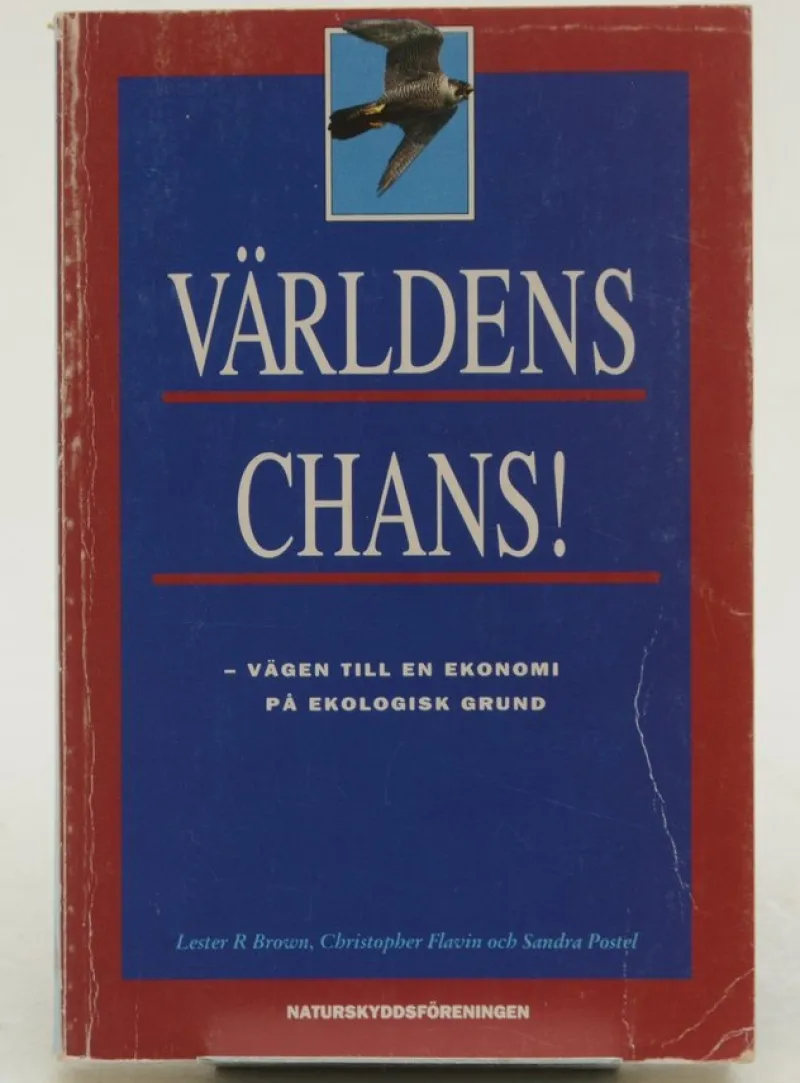 VÄRLDENS
CHANS!
– VÄGEN TILL EN EKONOMI
PÅ EKOLOGISK GRUND
Lester R Brown, Christopher Flavin och Sandra Postel
NATURSKYDDSFÖRENINGEN